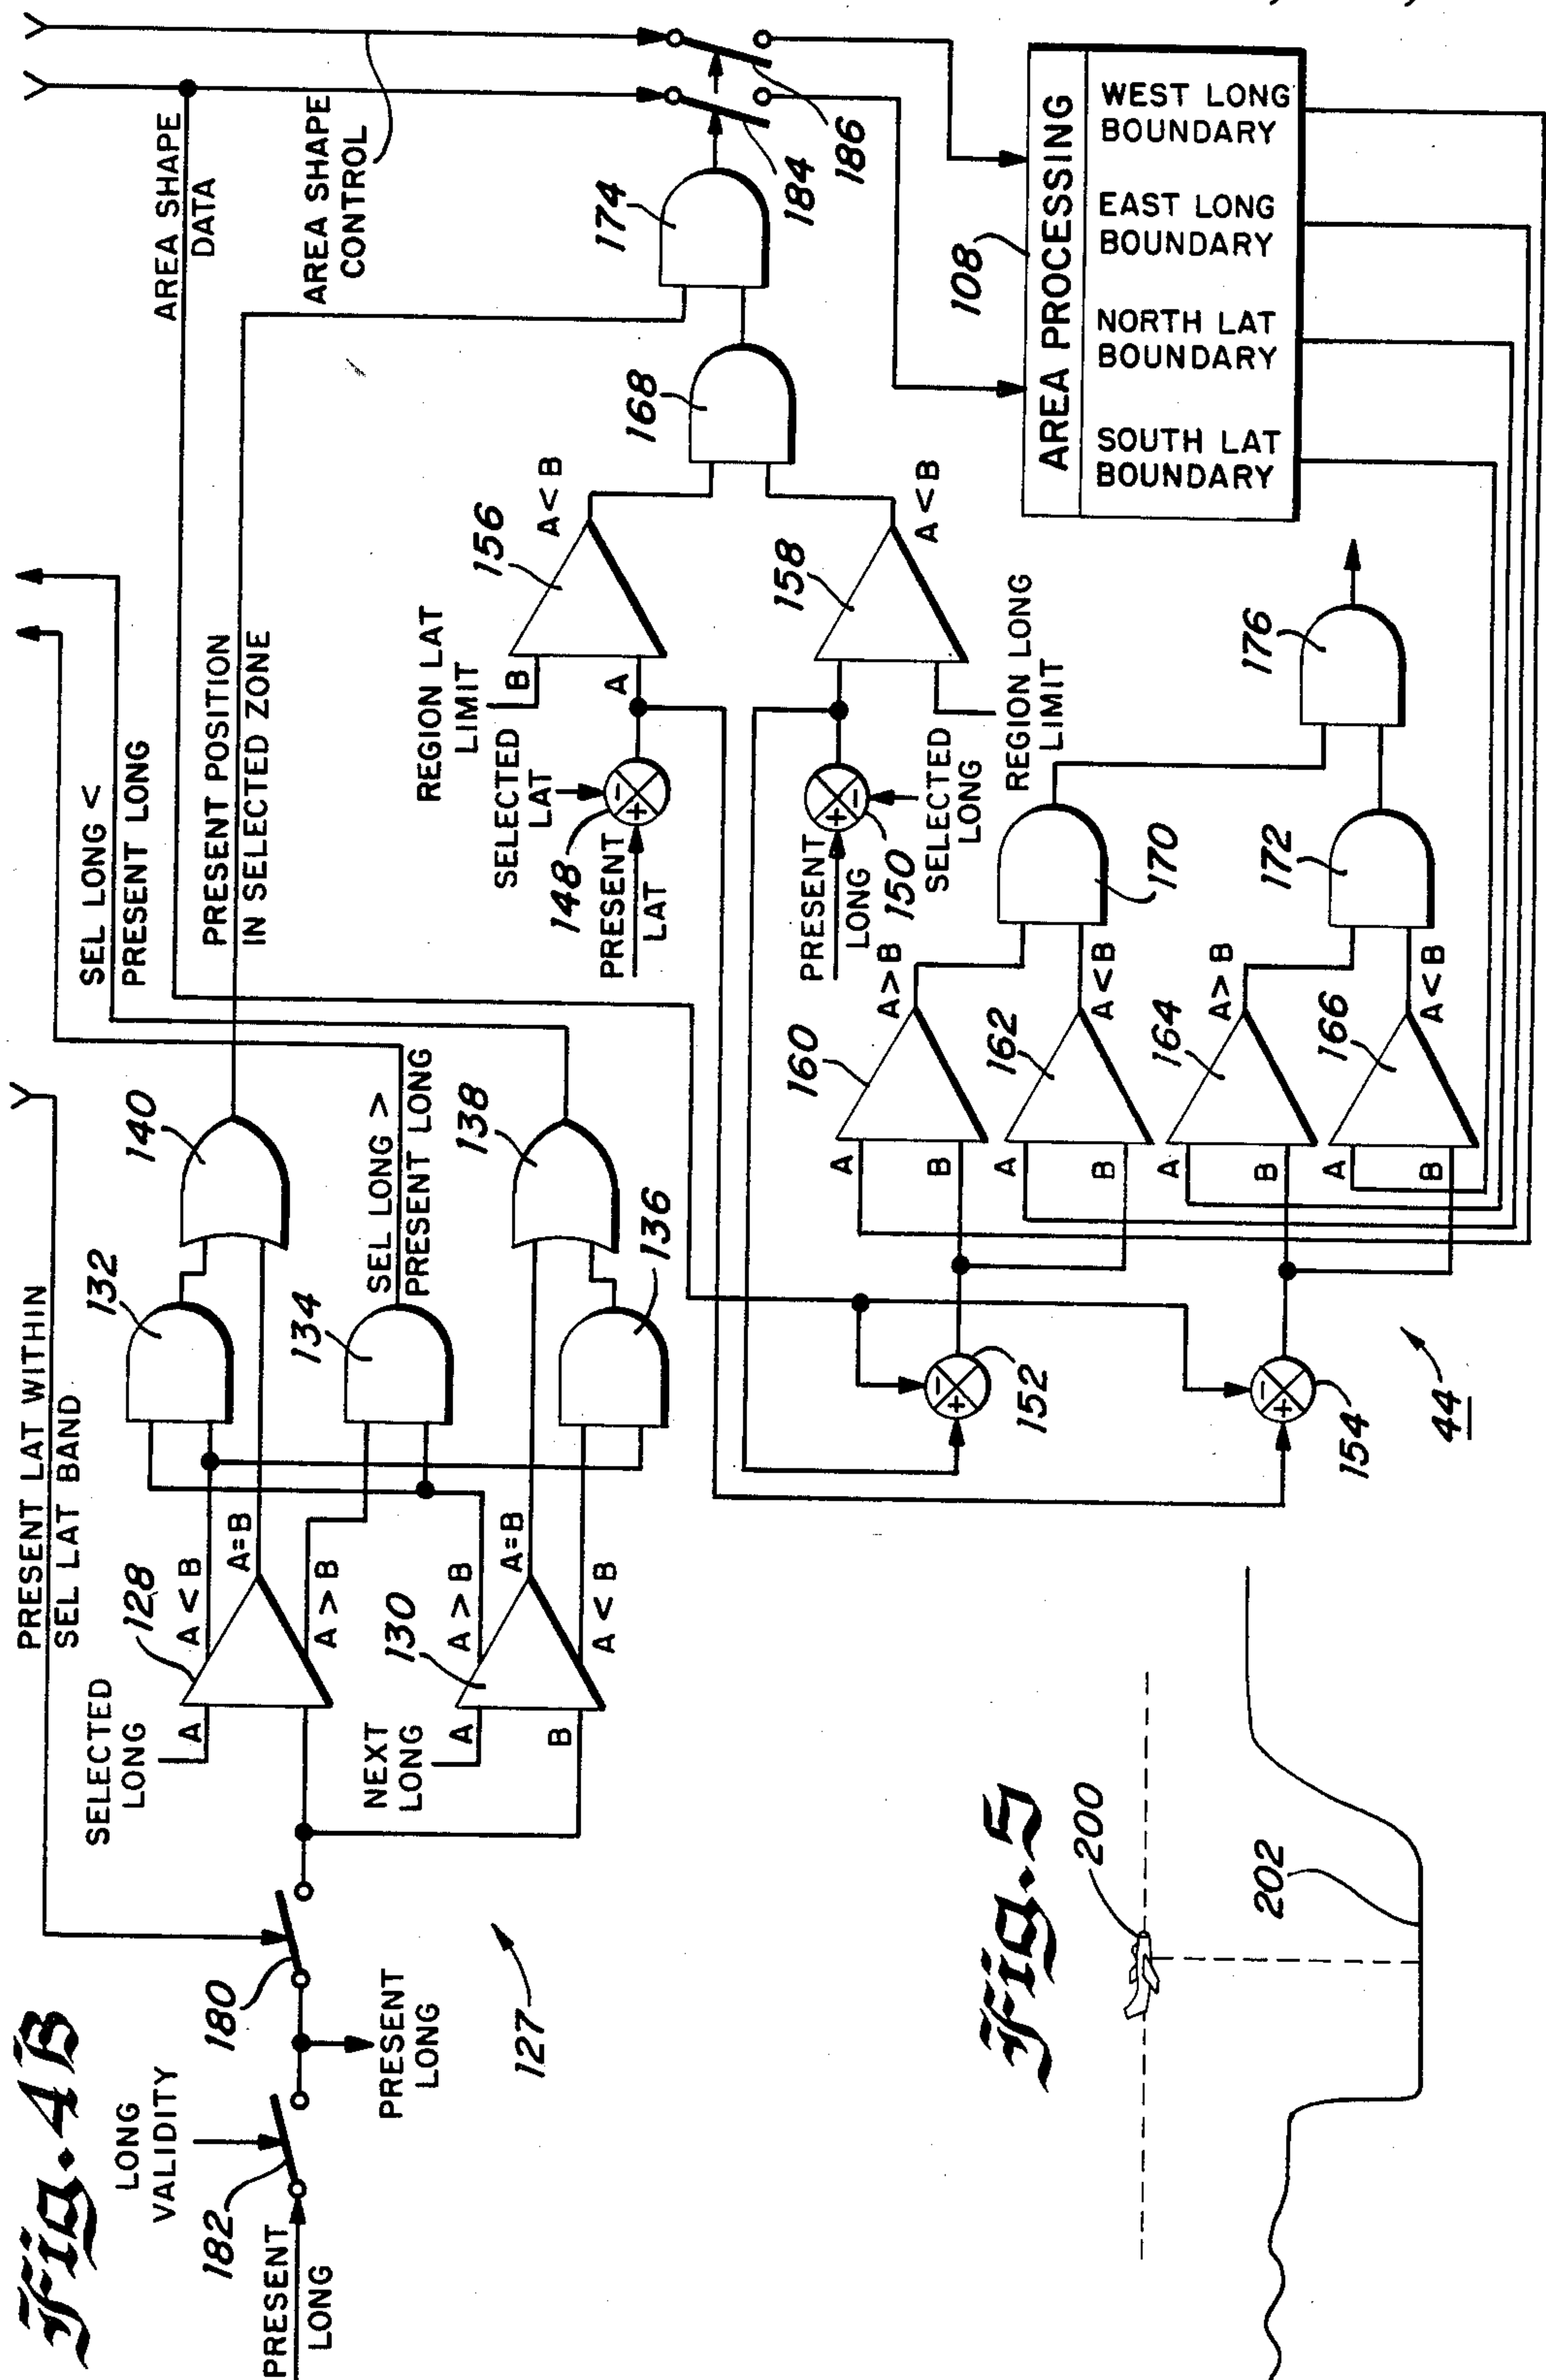 Fig. 4B
PRESENT LAT WITHIN
SEL LAT BAND
LONG
VALIDITY
182
180
PRESENT
LONG
PRESENT
LONG
127
SELECTED
LONG
A
128
A < B
A=B
A > B
NEXT
LONG
A
B
130
A > B
A=B
A < B
132
134
136
140
138
SEL LONG >
PRESENT LONG
SEL LONG <
PRESENT LONG
PRESENT POSITION
IN SELECTED ZONE
AREA SHAPE
DATA
AREA SHAPE
CONTROL
REGION LAT
LIMIT
SELECTED
LAT
148
PRESENT
LAT
B
A
156
A < B
168
174
184
186
PRESENT
LONG
150
SELECTED
LONG
REGION LONG
LIMIT
158
A < B
108
AREA PROCESSING
WEST LONG
BOUNDARY
EAST LONG
BOUNDARY
NORTH LAT
BOUNDARY
SOUTH LAT
BOUNDARY
152
154
44
A
B
160
A > B
A
B
162
A < B
A
B
164
A > B
A
B
166
A < B
170
172
176
Fig. 5
200
202